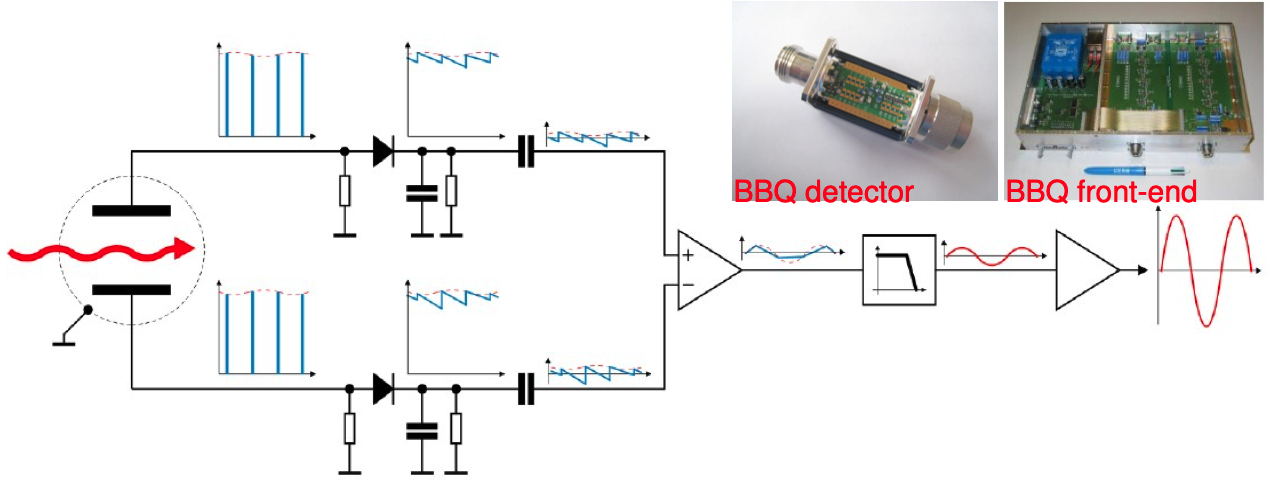 BBQ detector
BBQ front-end
+
−